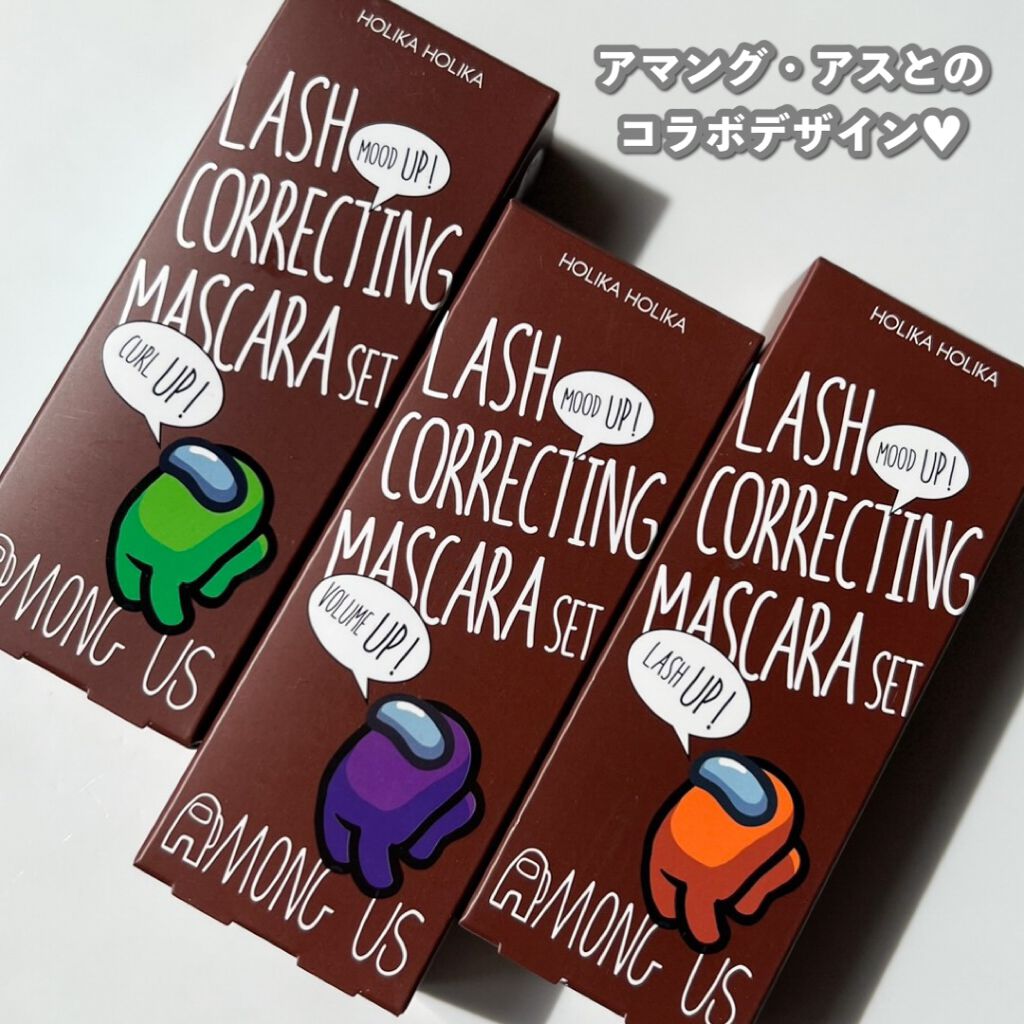 アマング・アスとの
コラボデザイン♥
HOLIKA HOLIKA
LASH
MOOD UP!
CORRECTING
MASCARA SET
CURL UP!
AMONG US
HOLIKA HOLIKA
LASH
MOOD UP!
CORRECTING
MASCARA SET
VOLUME UP!
AMONG US
HOLIKA HOLIKA
LASH
MOOD UP!
CORRECTING
MASCARA SET
LASH UP!
AMONG US